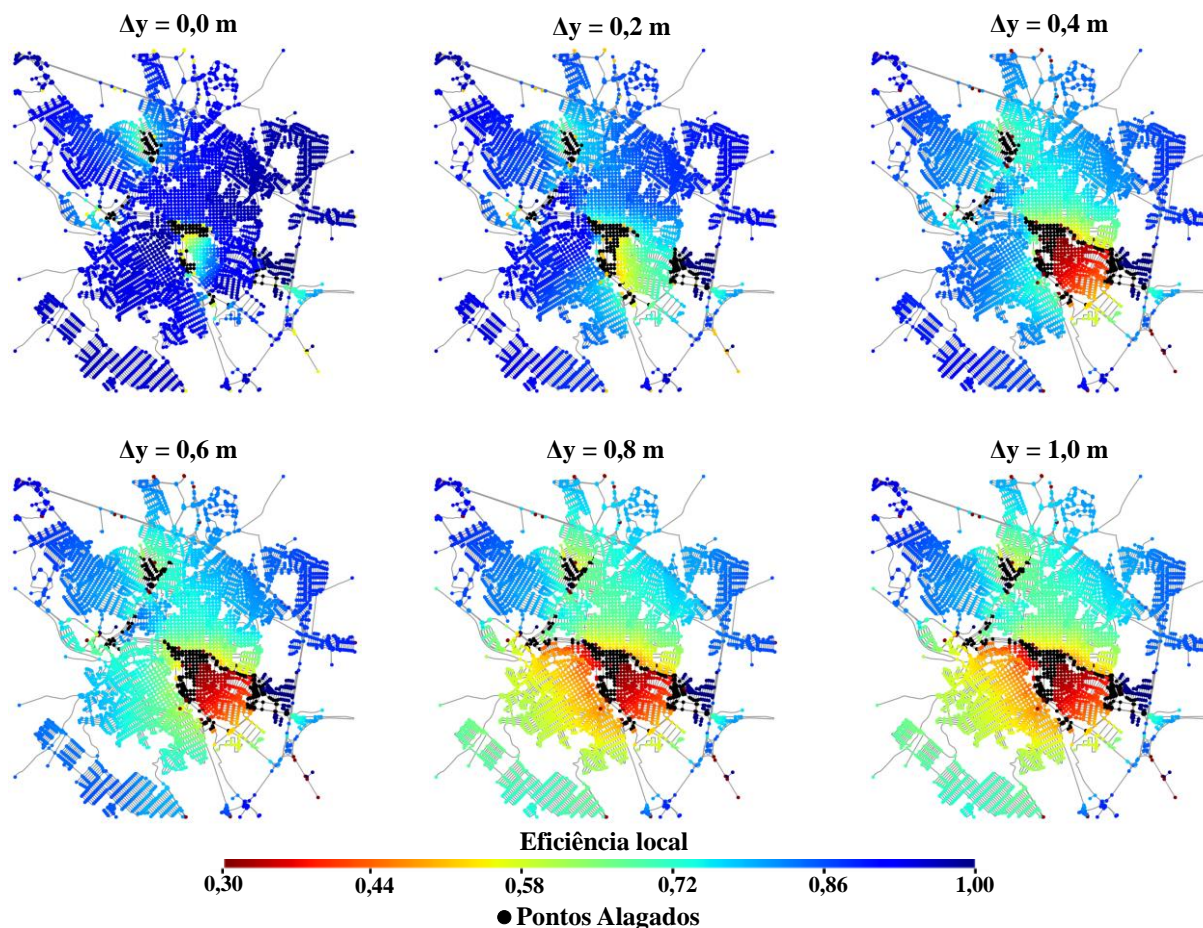 Δy = 0,0 m
Δy = 0,2 m
Δy = 0,4 m
Δy = 0,6 m
Δy = 0,8 m
Δy = 1,0 m
Eficiência local
0,30 0,44 0,58 0,72 0,86 1,00
Pontos Alagados